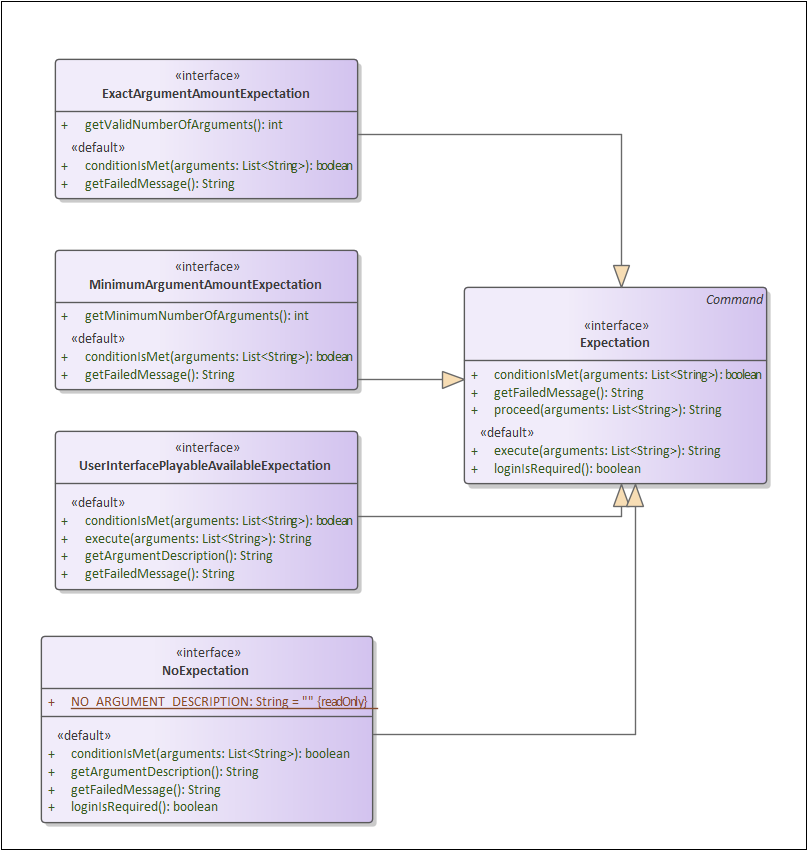 «interface»
ExactArgumentAmountExpectation
+ getValidNumberOfArguments(): int
«default»
+ conditionIsMet(arguments: List<String>): boolean
+ getFailedMessage(): String
«interface»
MinimumArgumentAmountExpectation
+ getMinimumNumberOfArguments(): int
«default»
+ conditionIsMet(arguments: List<String>): boolean
+ getFailedMessage(): String
Command
«interface»
Expectation
+ conditionIsMet(arguments: List<String>): boolean
+ getFailedMessage(): String
+ proceed(arguments: List<String>): String
«default»
+ execute(arguments: List<String>): String
+ loginIsRequired(): boolean
«interface»
UserInterfacePlayableAvailableExpectation
«default»
+ conditionIsMet(arguments: List<String>): boolean
+ execute(arguments: List<String>): String
+ getArgumentDescription(): String
+ getFailedMessage(): String
«interface»
NoExpectation
+ NO_ARGUMENT_DESCRIPTION: String = "" {readOnly}
«default»
+ conditionIsMet(arguments: List<String>): boolean
+ getArgumentDescription(): String
+ getFailedMessage(): String
+ loginIsRequired(): boolean